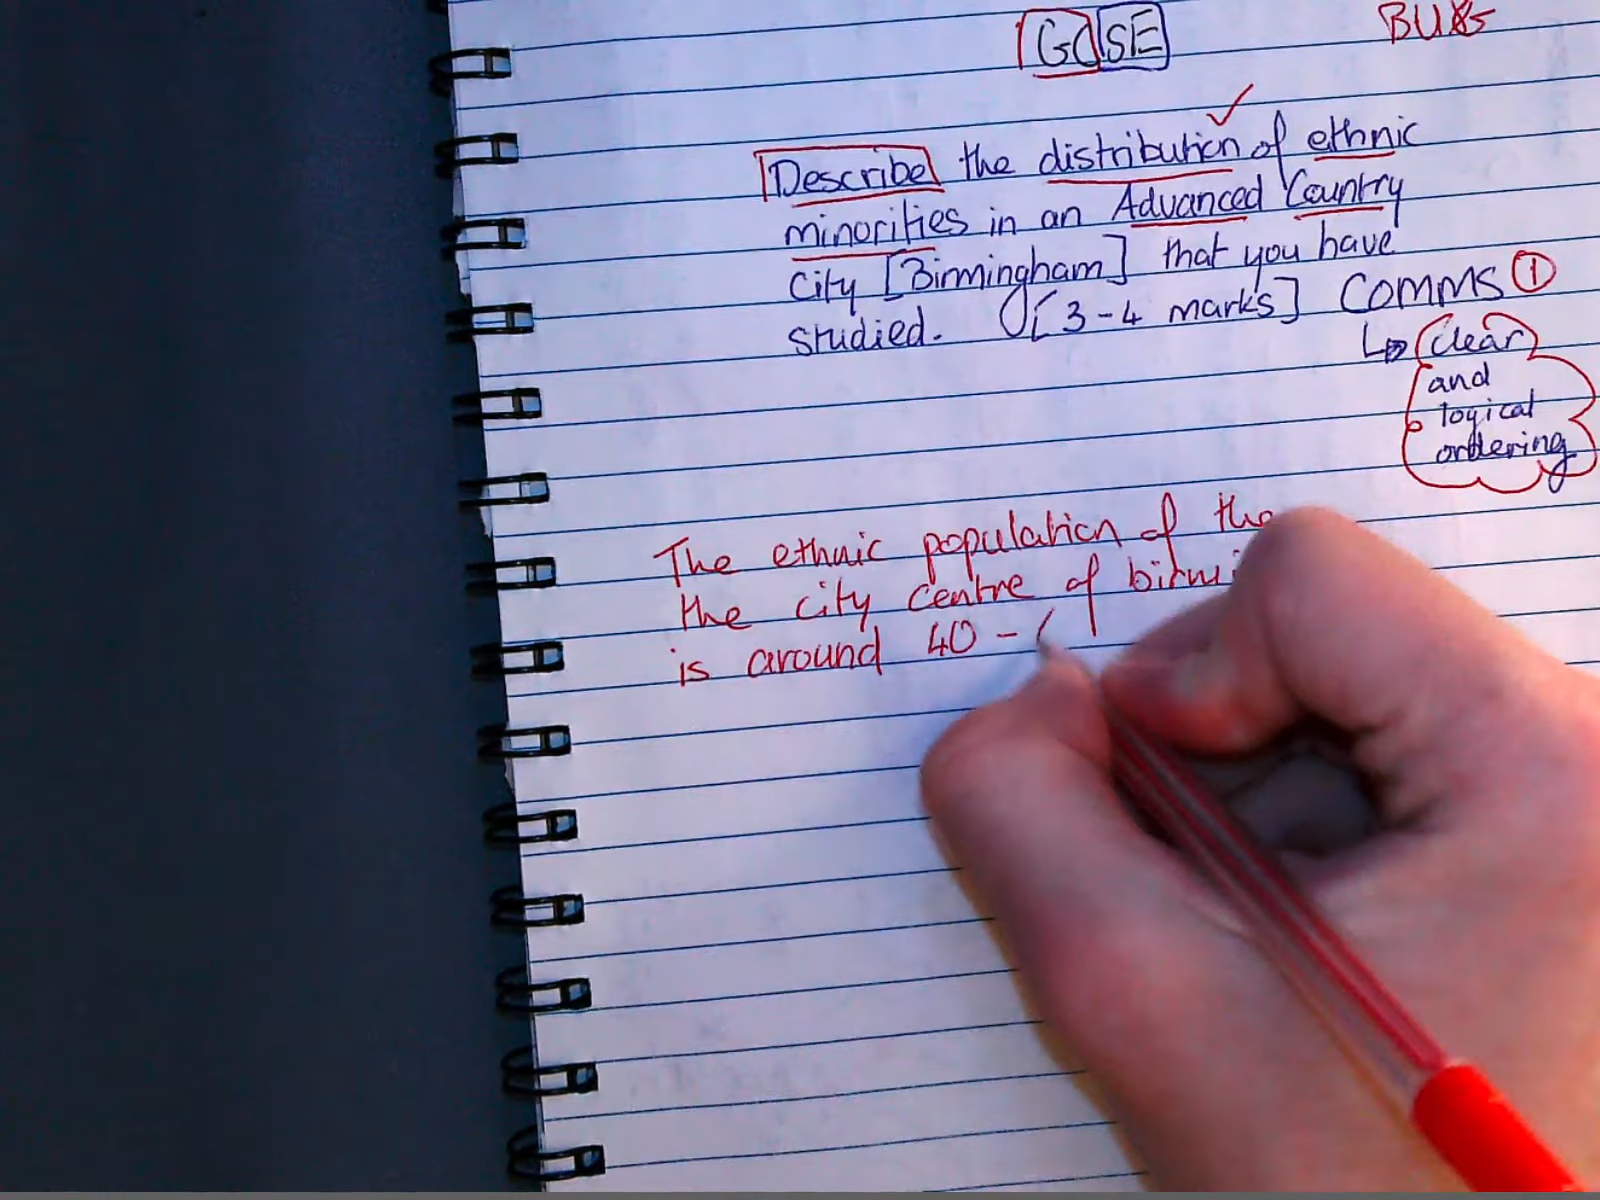 GCSE
BUG
Describe the distribution of ethnic
minorities in an Advanced Country
City [Birmingham] that you have
studied. [3-4 marks] COMMS ①
↳ clear
and
logical
ordering
The ethnic population of the
the city centre of birmi
is around 40 -